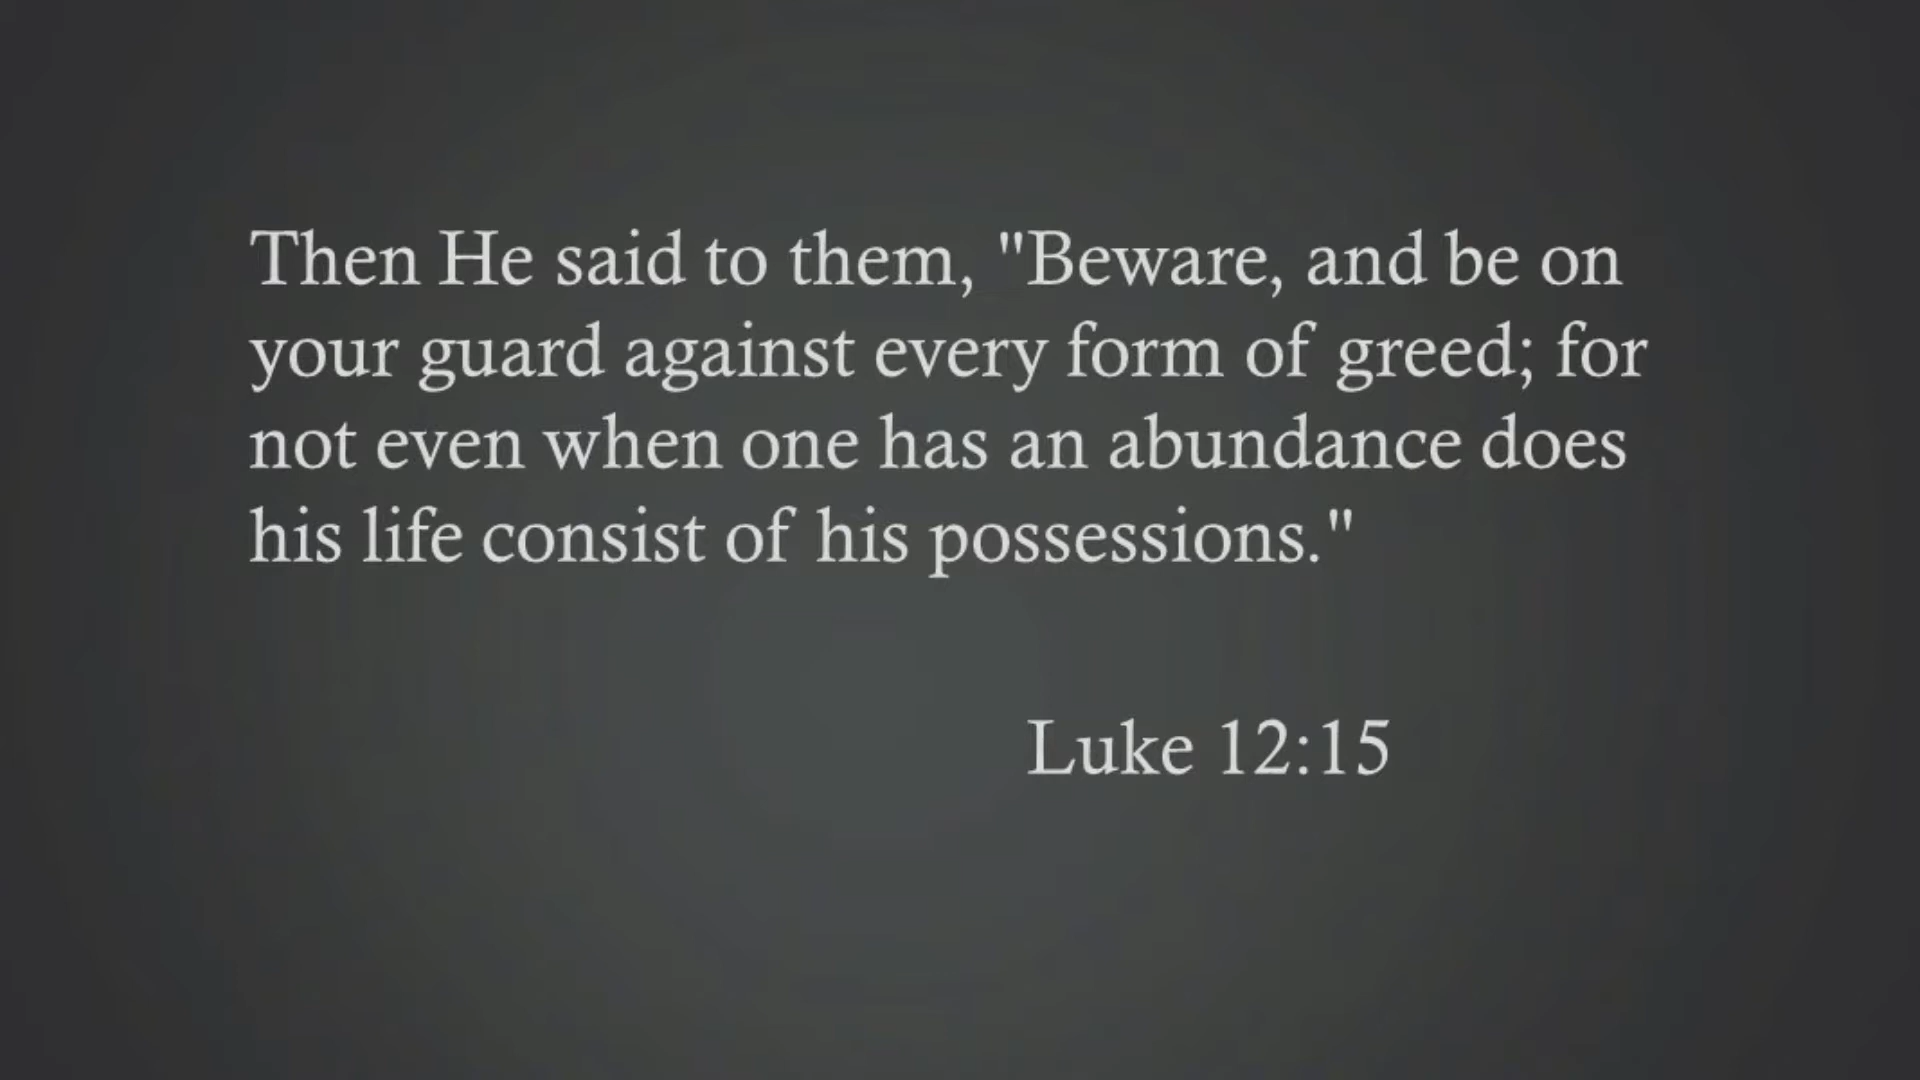 Then He said to them, "Beware, and be on
your guard against every form of greed; for
not even when one has an abundance does
his life consist of his possessions."
Luke 12:15